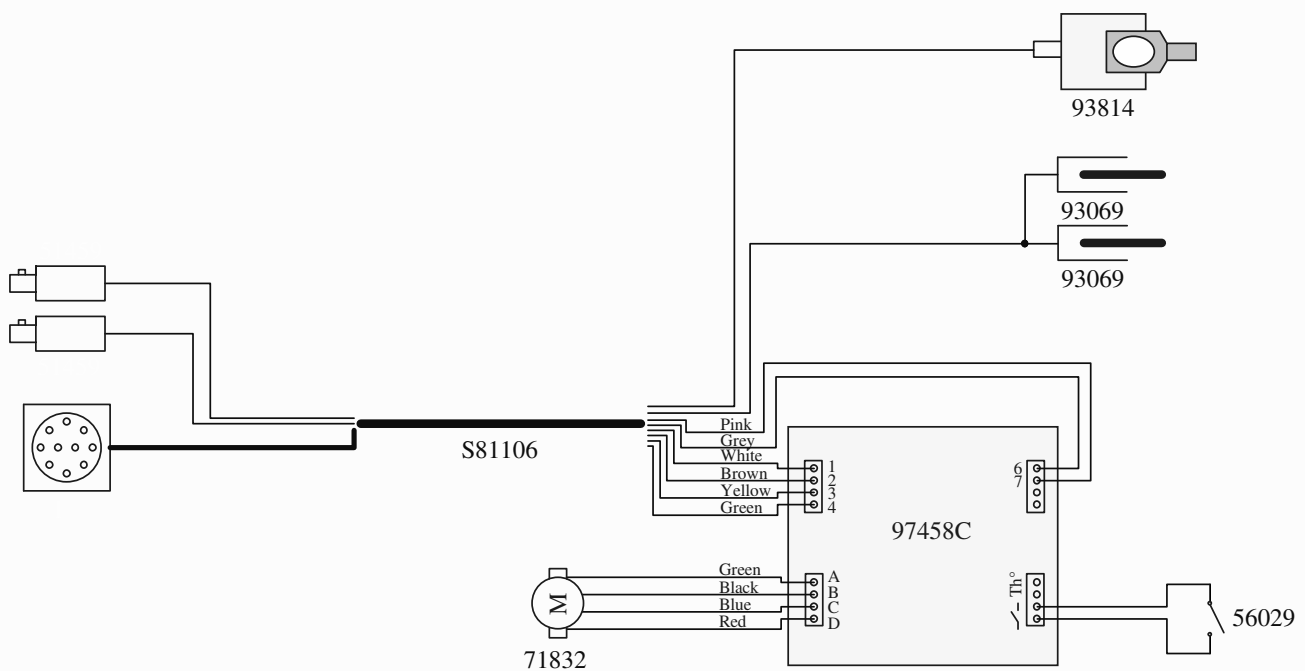 93814
93069
93069
S81106
Pink
Grey
White
Brown
Yellow
Green
1
2
3
4
6
7
97458C
Green
Black
Blue
Red
A
B
C
D
Th°
M
71832
56029